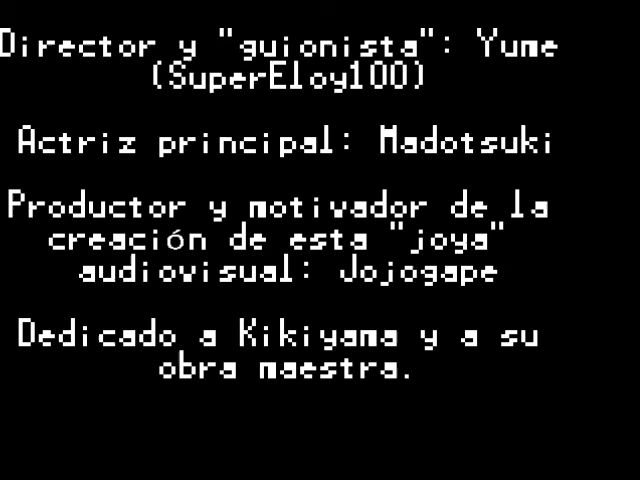 Director y "guionista": Yume
(SuperEloy100)
Actriz principal: Madotsuki
Productor y motivador de la
creación de esta "joya"
audiovisual: Jojogape
Dedicado a Kikiyama y a su
obra maestra.